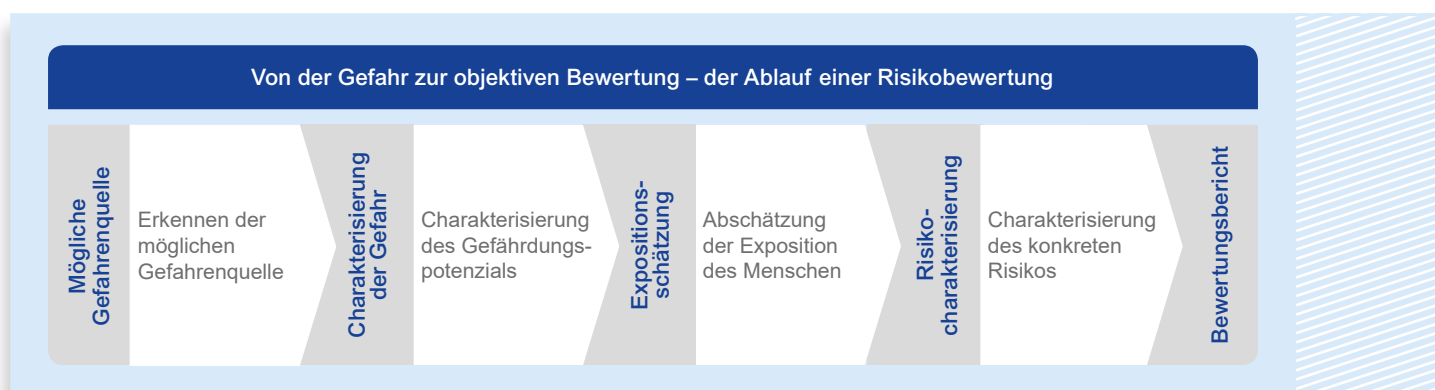 Von der Gefahr zur objektiven Bewertung – der Ablauf einer Risikobewertung
Mögliche
Gefahrenquelle
Erkennen der
möglichen
Gefahrenquelle
Charakterisierung
der Gefahr
Charakterisierung
des Gefährdungs-
potenzials
Expositions-
schätzung
Abschätzung
der Exposition
des Menschen
Risiko-
charakterisierung
Charakterisierung
des konkreten
Risikos
Bewertungsbericht